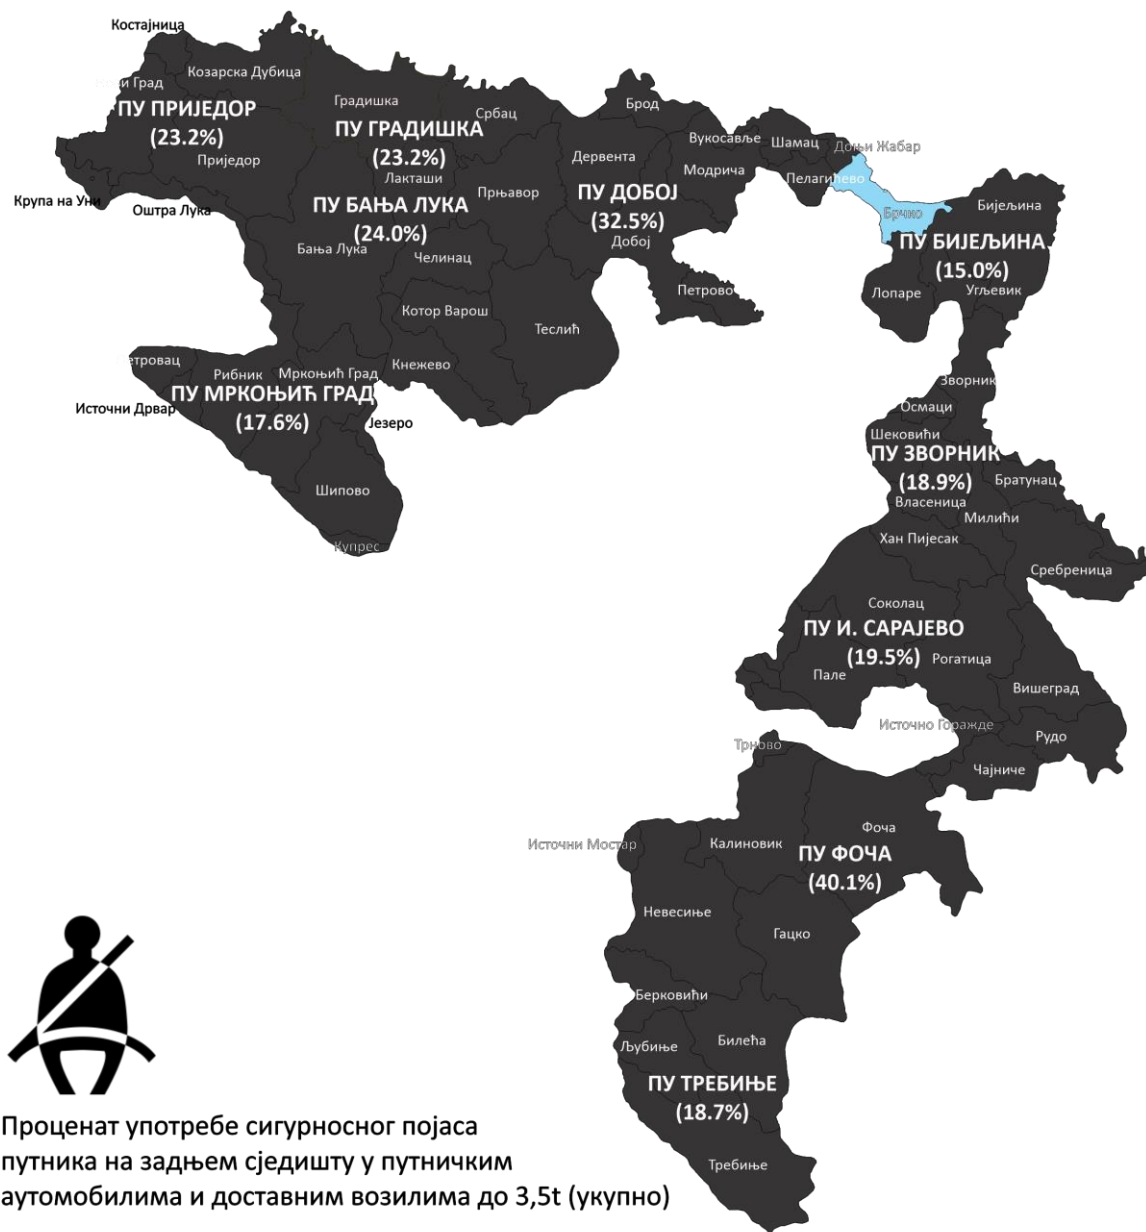 Костајница
Козарска Дубица
Нови Град
ПУ ПРИЈЕДОР
(23.2%)
Приједор
Крупа на Уни
Оштра Лука
Градишка
Србац
ПУ ГРАДИШКА
(23.2%)
Лакташи
Прњавор
ПУ БАЊА ЛУКА
(24.0%)
Бања Лука
Челинац
Котор Варош
Кнежево
Теслић
Брод
Вукосавље
Шамац
Доњи Жабар
Дервента
Модрича
Пелагићево
ПУ ДОБОЈ
(32.5%)
Добој
Петрово
Брчко
Бијељина
ПУ БИЈЕЉИНА
(15.0%)
Лопаре
Угљевик
Петровац
Рибник
Мркоњић Град
ПУ МРКОЊИЋ ГРАД
(17.6%)
Источни Дрвар
Језеро
Шипово
Купрес
Зворник
Осмаци
Шековићи
ПУ ЗВОРНИК
(18.9%)
Братунац
Власеница
Милићи
Сребреница
Хан Пијесак
Соколац
ПУ И. САРАЈЕВО
(19.5%)
Рогатица
Пале
Вишеград
Источно Горажде
Рудо
Чајниче
Трново
Фоча
Калиновик
ПУ ФОЧА
(40.1%)
Источни Мостар
Невесиње
Гацко
Берковићи
Љубиње
Билећа
ПУ ТРЕБИЊЕ
(18.7%)
Требиње
Проценат употребе сигурносног појаса
путника на задњем сједишту у путничким
аутомобилима и доставним возилима до 3,5t (укупно)